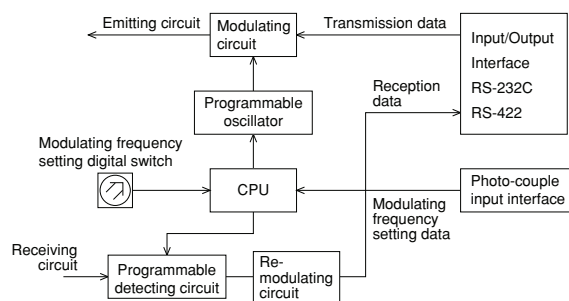 Emitting circuit
Modulating
circuit
Transmission data
Input/Output
Interface
RS-232C
RS-422
Reception
data
Programmable
oscillator
Modulating frequency
setting digital switch
CPU
Photo-couple
input interface
Modulating
frequency
setting data
Receiving
circuit
Programmable
detecting circuit
Re-
modulating
circuit